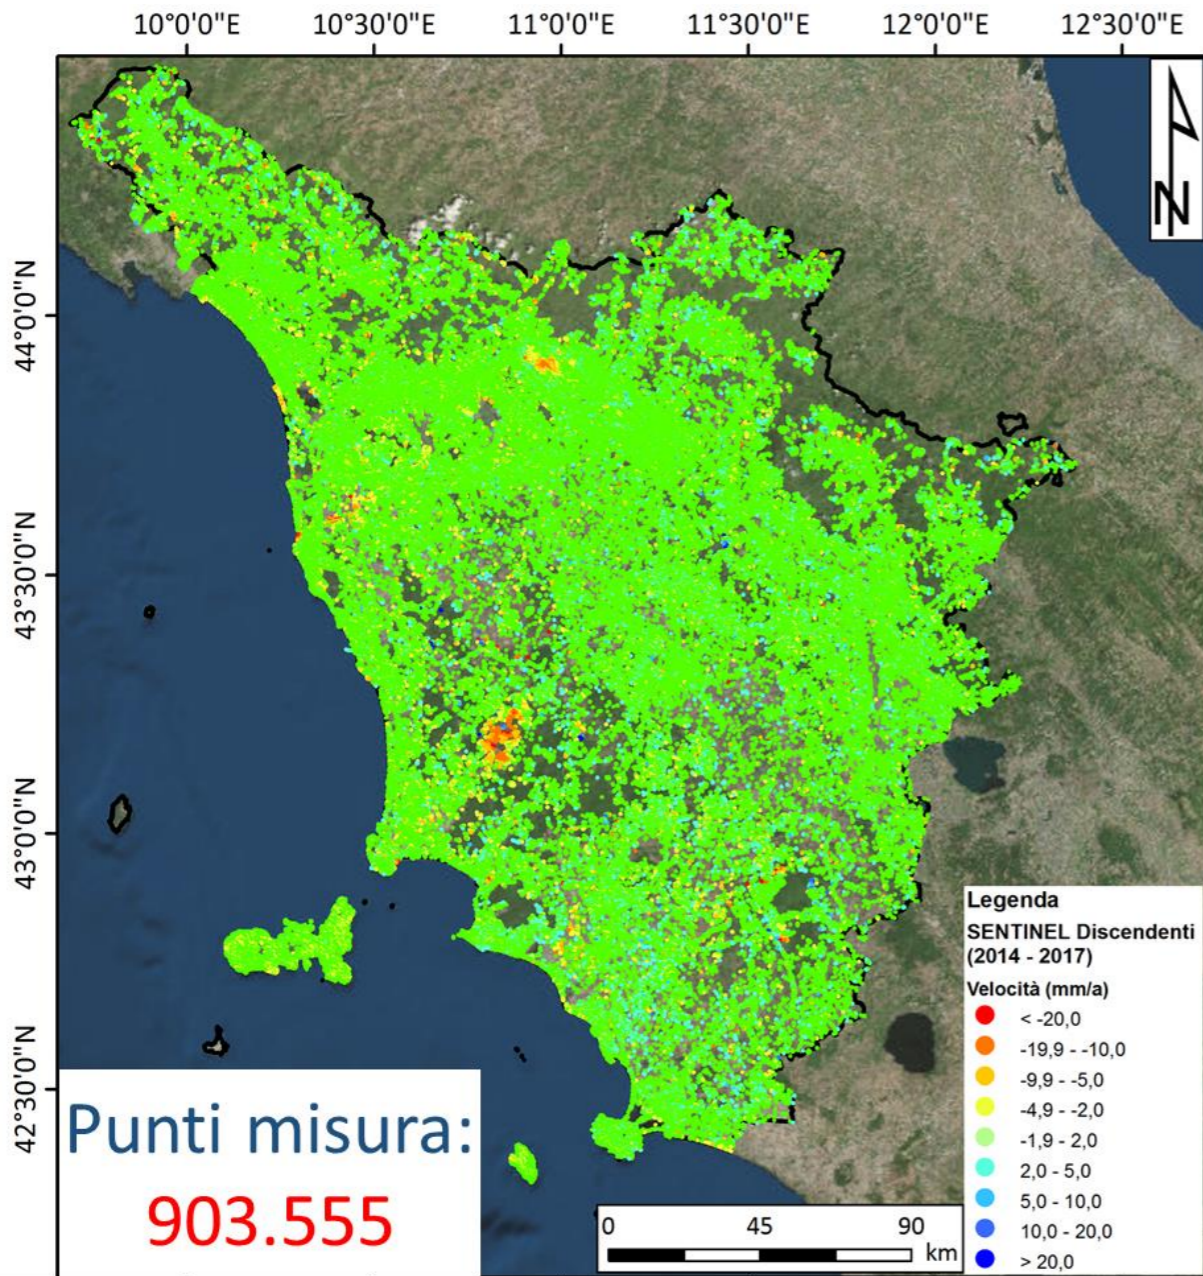 10°0'0"E 10°30'0"E 11°0'0"E 11°30'0"E 12°0'0"E 12°30'0"E
N
44°0'0"N
43°30'0"N
43°0'0"N
42°30'0"N
Legenda
SENTINEL Discendenti
(2014 - 2017)
Velocità (mm/a)
< -20,0
-19,9 - -10,0
-9,9 - -5,0
-4,9 - -2,0
-1,9 - 2,0
2,0 - 5,0
5,0 - 10,0
10,0 - 20,0
> 20,0
Punti misura:
903.555
0 45 90
km